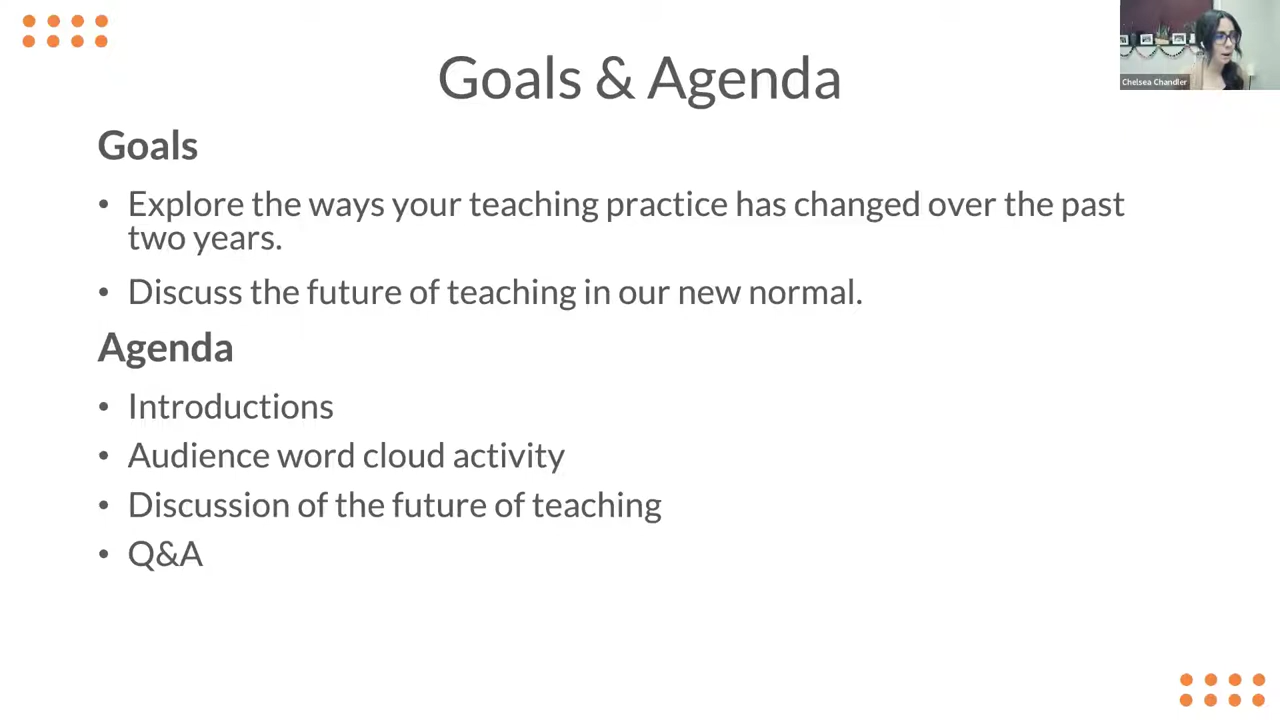 Goals & Agenda
Chelsea Chandler
Goals
• Explore the ways your teaching practice has changed over the past
two years.
• Discuss the future of teaching in our new normal.
Agenda
• Introductions
• Audience word cloud activity
• Discussion of the future of teaching
• Q&A